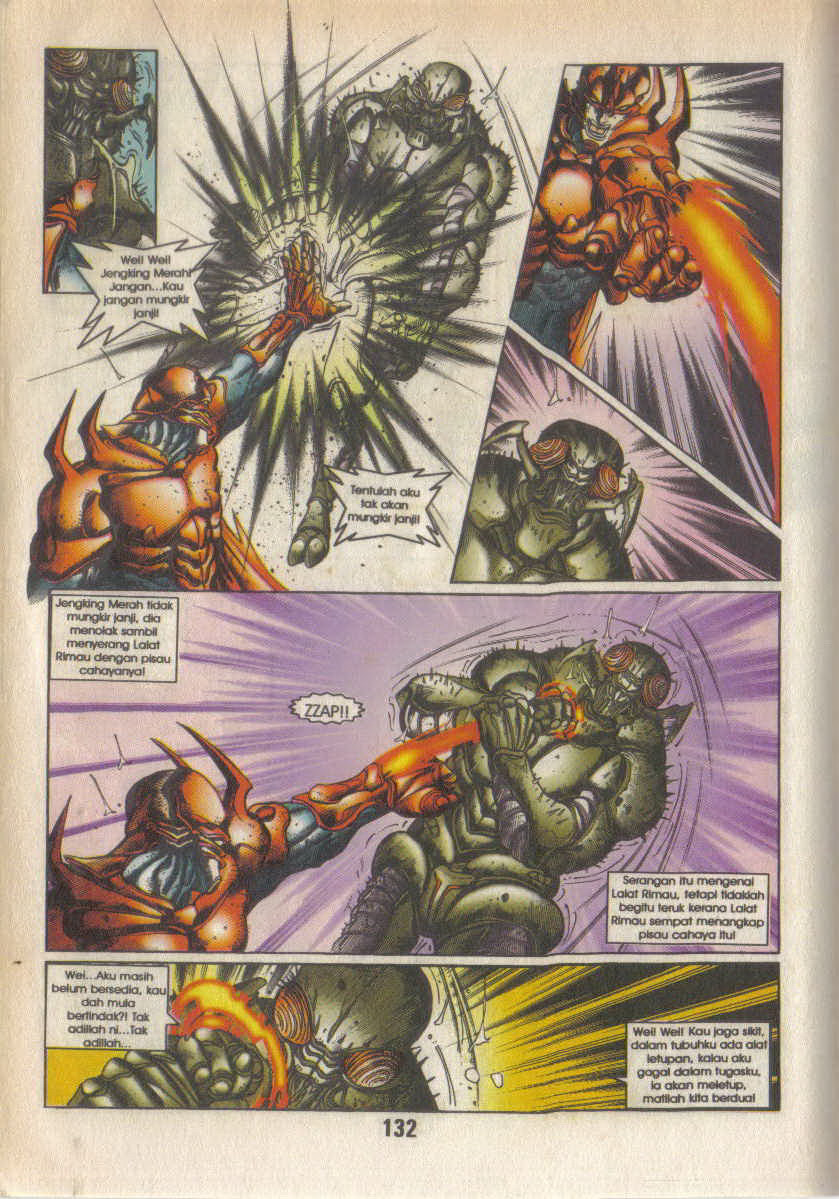 Wei! Wei!
Jengking Merah!
Jangan...Kau
jangan mungkir
janji!
Tentulah aku
tak akan
mungkir janji!
Jengking Merah tidak
mungkir janji, dia
menolak sambil
menyerang Lalat
Rimau dengan pisau
cahayanya!
ZZAP!!
Serangan itu mengenai
Lalat Rimau, tetapi tidaklah
begitu teruk kerana Lalat
Rimau sempat menangkap
pisau cahaya itu!
Wei...Aku masih
belum bersedia, kau
dah mula
bertindak?! Tak
adillah ni...Tak
adillah...
Wei! Wei! Kau jaga sikit,
dalam tubuhku ada alat
letupan, kalau aku
gagal dalam tugasku,
ia akan meletup,
matilah kita berdua!
132